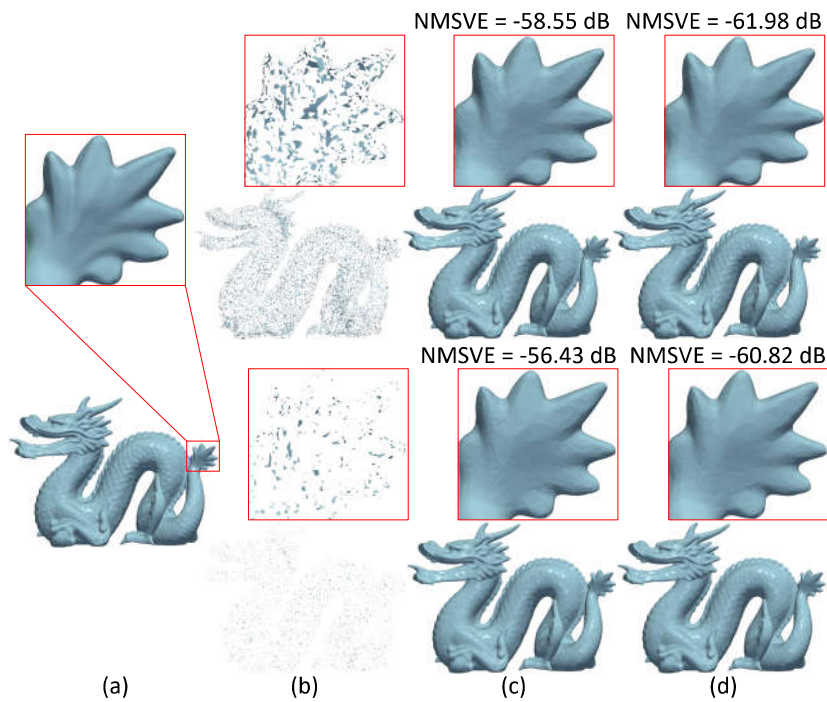 NMSVE = -58.55 dB
NMSVE = -61.98 dB
NMSVE = -56.43 dB
NMSVE = -60.82 dB
(a)
(b)
(c)
(d)